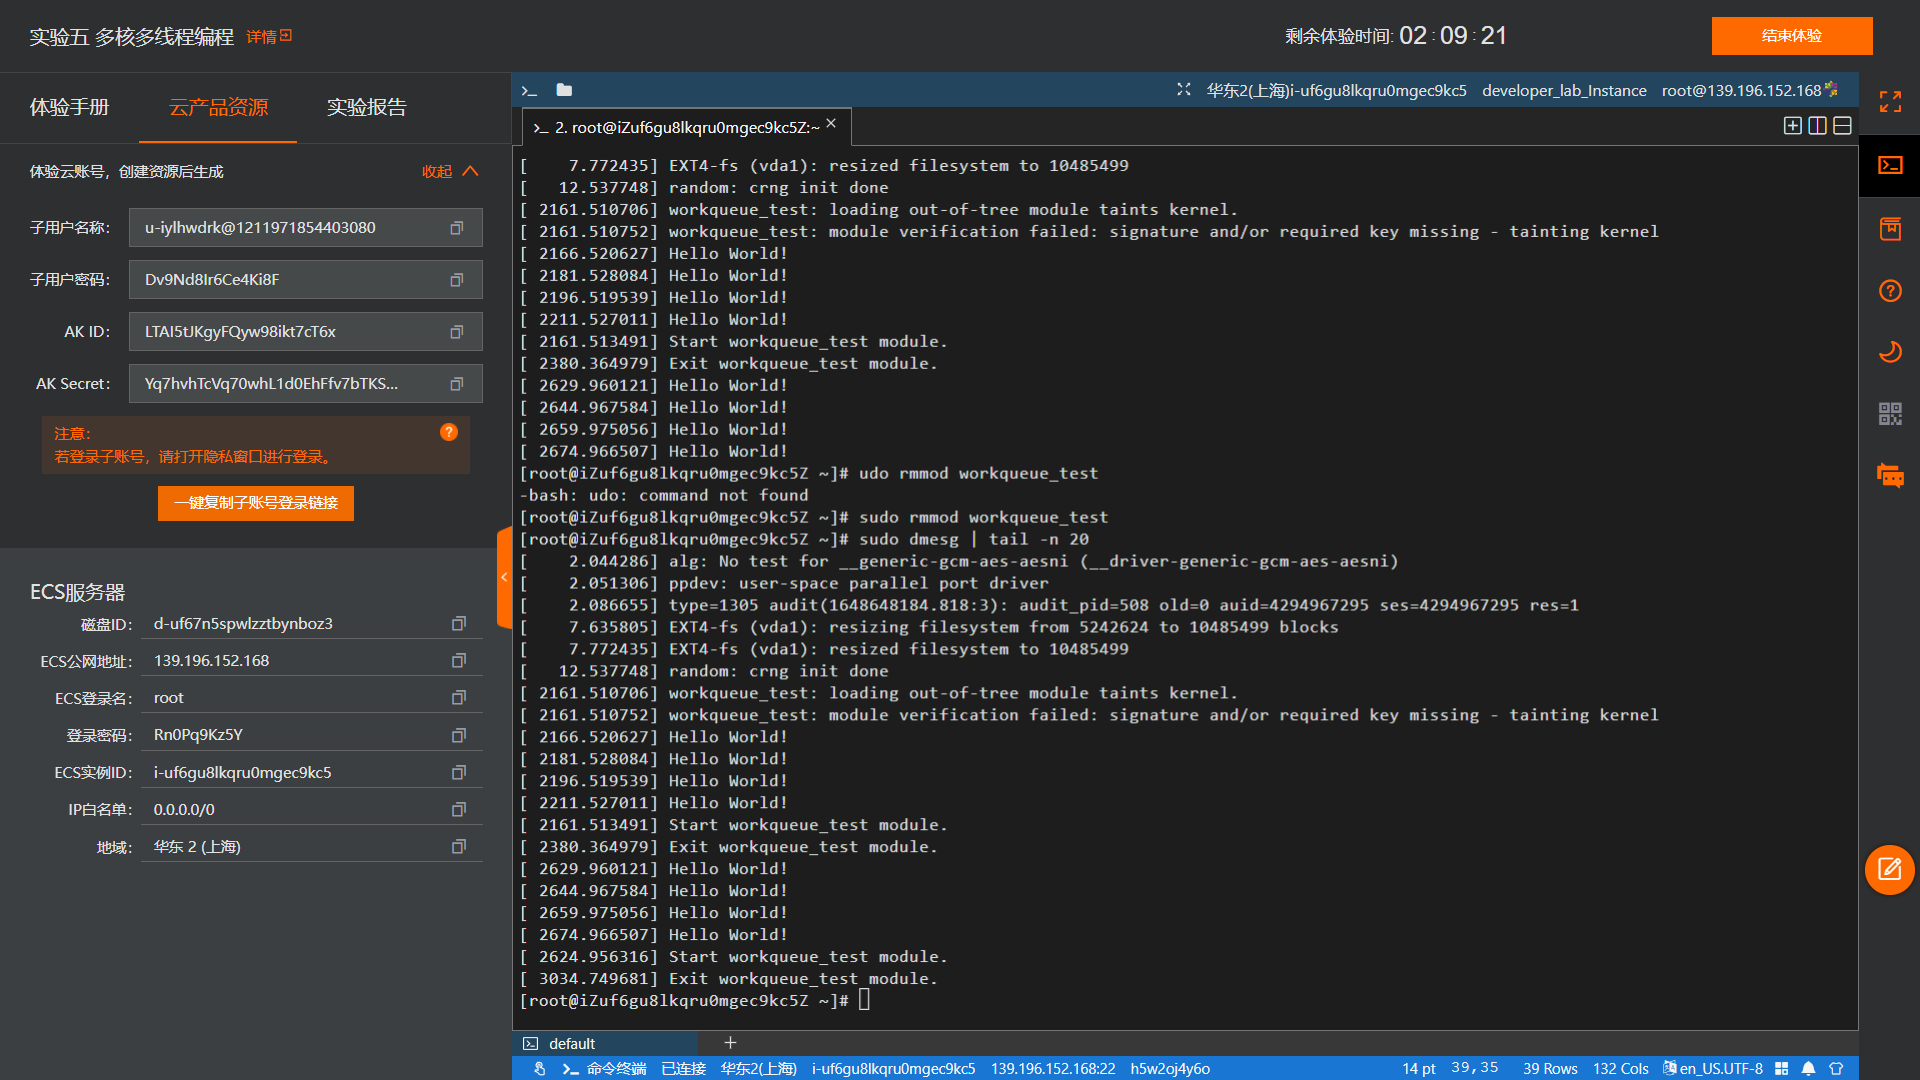 实验五 多核多线程编程 详情
剩余体验时间: 02 : 09 : 21
结束体验
体验手册 云产品资源 实验报告
体验云账号，创建资源后生成 收起
子用户名称： u-iylhwdrk@1211971854403080
子用户密码： Dv9Nd8Ir6Ce4Ki8F
AK ID： LTAI5tJKgyFQyw98ikt7cT6x
AK Secret： Yq7hvhTcVq70whL1d0EhFfv7bTKS...
注意：
若登录子账号，请打开隐私窗口进行登录。
一键复制子账号登录链接
ECS服务器
磁盘ID： d-uf67n5spwlzztbynboz3
ECS公网地址： 139.196.152.168
ECS登录名： root
登录密码： Rn0Pq9Kz5Y
ECS实例ID： i-uf6gu8lkqru0mgec9kc5
IP白名单： 0.0.0.0/0
地域： 华东 2 (上海)
华东2(上海)i-uf6gu8lkqru0mgec9kc5 developer_lab_Instance root@139.196.152.168
2. root@iZuf6gu8lkqru0mgec9kc5Z:~ ×
[    7.772435] EXT4-fs (vda1): resized filesystem to 10485499
[   12.537748] random: crng init done
[ 2161.510706] workqueue_test: loading out-of-tree module taints kernel.
[ 2161.510752] workqueue_test: module verification failed: signature and/or required key missing - tainting kernel
[ 2166.520627] Hello World!
[ 2181.528084] Hello World!
[ 2196.519539] Hello World!
[ 2211.527011] Hello World!
[ 2161.513491] Start workqueue_test module.
[ 2380.364979] Exit workqueue_test module.
[ 2629.960121] Hello World!
[ 2644.967584] Hello World!
[ 2659.975056] Hello World!
[ 2674.966507] Hello World!
[root@iZuf6gu8lkqru0mgec9kc5Z ~]# udo rmmod workqueue_test
-bash: udo: command not found
[root@iZuf6gu8lkqru0mgec9kc5Z ~]# sudo rmmod workqueue_test
[root@iZuf6gu8lkqru0mgec9kc5Z ~]# sudo dmesg | tail -n 20
[    2.044286] alg: No test for __generic-gcm-aes-aesni (__driver-generic-gcm-aes-aesni)
[    2.051306] ppdev: user-space parallel port driver
[    2.086655] type=1305 audit(1648648184.818:3): audit_pid=508 old=0 auid=4294967295 ses=4294967295 res=1
[    7.635805] EXT4-fs (vda1): resizing filesystem from 5242624 to 10485499 blocks
[    7.772435] EXT4-fs (vda1): resized filesystem to 10485499
[   12.537748] random: crng init done
[ 2161.510706] workqueue_test: loading out-of-tree module taints kernel.
[ 2161.510752] workqueue_test: module verification failed: signature and/or required key missing - tainting kernel
[ 2166.520627] Hello World!
[ 2181.528084] Hello World!
[ 2196.519539] Hello World!
[ 2211.527011] Hello World!
[ 2161.513491] Start workqueue_test module.
[ 2380.364979] Exit workqueue_test module.
[ 2629.960121] Hello World!
[ 2644.967584] Hello World!
[ 2659.975056] Hello World!
[ 2674.966507] Hello World!
[ 2624.956316] Start workqueue_test module.
[ 3034.749681] Exit workqueue_test module.
[root@iZuf6gu8lkqru0mgec9kc5Z ~]#
default +
命令终端 已连接 华东2(上海) i-uf6gu8lkqru0mgec9kc5 139.196.152.168:22 h5w2oj4y6o 14 pt 39,35 39 Rows 132 Cols en_US.UTF-8